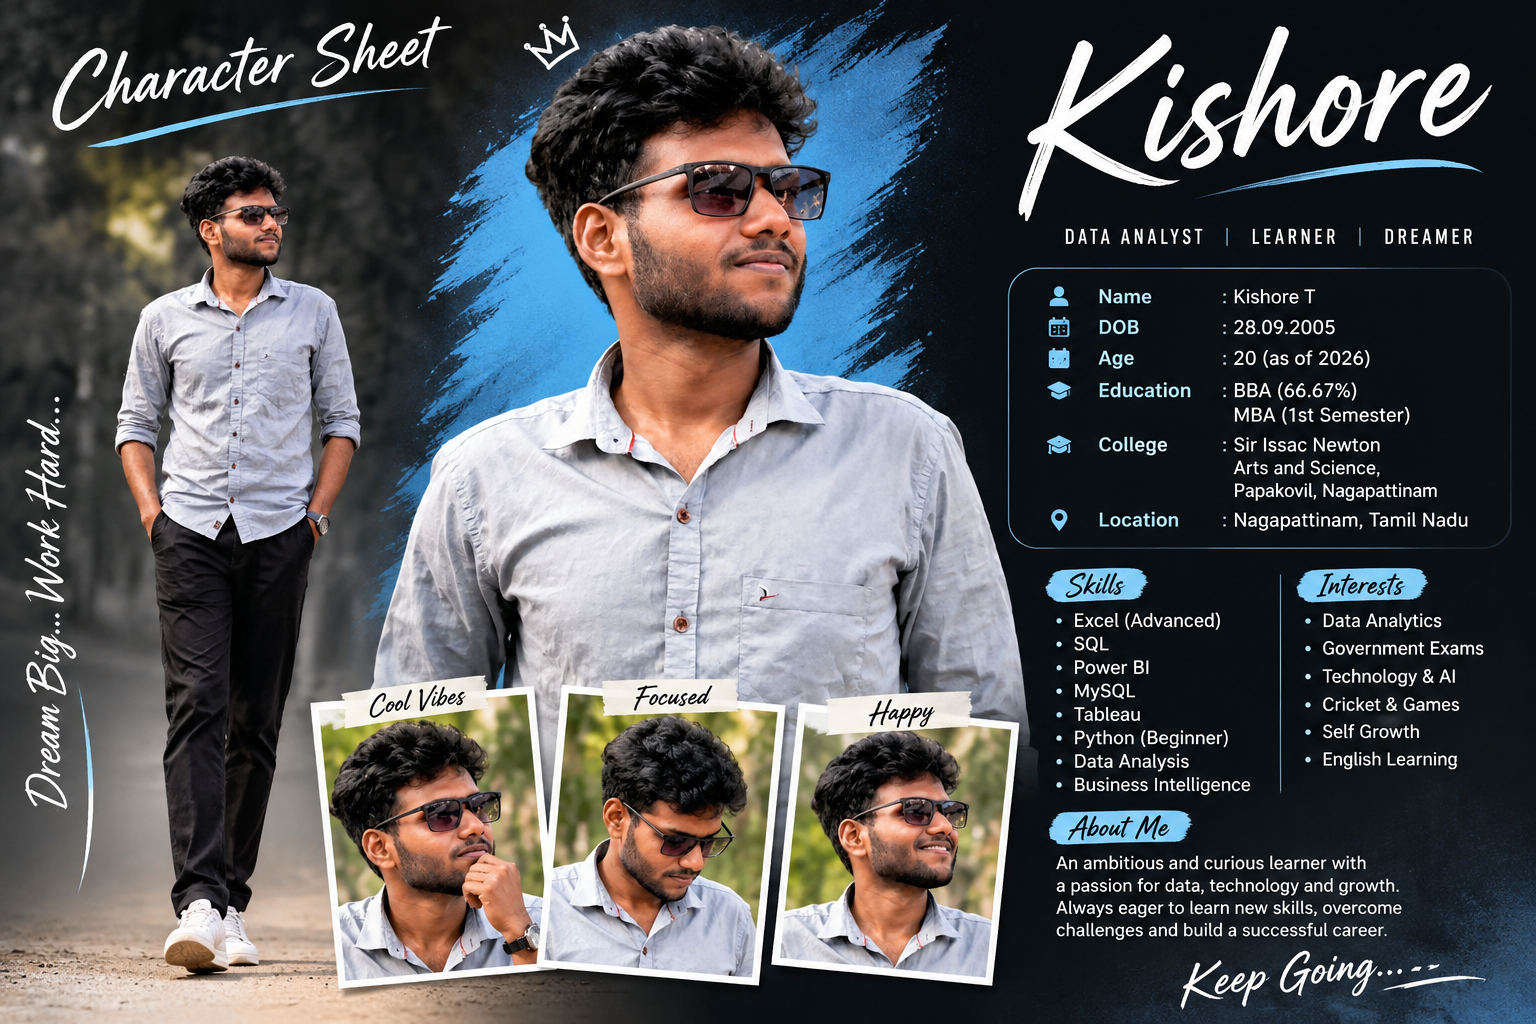 Character Sheet
Kishore
DATA ANALYST | LEARNER | DREAMER
Name : Kishore T
DOB : 28.09.2005
Age : 20 (as of 2026)
Education : BBA (66.67%)
MBA (1st Semester)
College : Sir Issac Newton
Arts and Science,
Papakovil, Nagapattinam
Location : Nagapattinam, Tamil Nadu
Skills
• Excel (Advanced)
• SQL
• Power BI
• MySQL
• Tableau
• Python (Beginner)
• Data Analysis
• Business Intelligence
Interests
• Data Analytics
• Government Exams
• Technology & AI
• Cricket & Games
• Self Growth
• English Learning
About Me
An ambitious and curious learner with
a passion for data, technology and growth.
Always eager to learn new skills, overcome
challenges and build a successful career.
Keep Going.....
Dream Big... Work Hard...
Cool Vibes
Focused
Happy